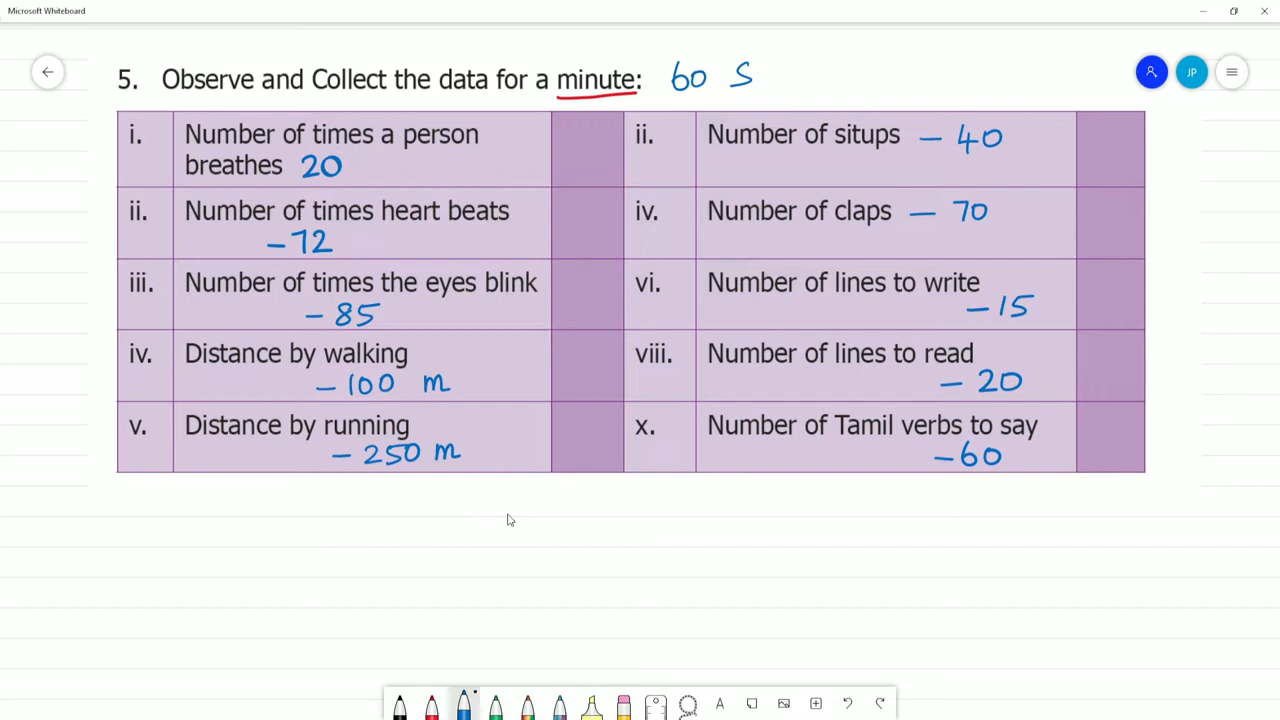 Microsoft Whiteboard
5. Observe and Collect the data for a minute: 60 S
JP
i. Number of times a person
breathes 20
ii. Number of situps – 40
ii. Number of times heart beats
– 72
iv. Number of claps – 70
iii. Number of times the eyes blink
– 85
vi. Number of lines to write
– 15
iv. Distance by walking
– 100 m
viii. Number of lines to read
– 20
v. Distance by running
– 250 m
x. Number of Tamil verbs to say
– 60
A